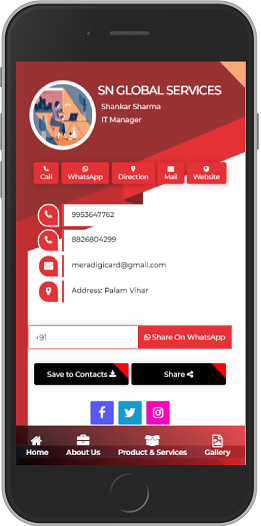 SN GLOBAL SERVICES
Shankar Sharma
IT Manager
Call WhatsApp Direction Mail Website
9953647762
8826804299
meradigicard@gmail.com
Address: Palam Vihar
+91 Share On WhatsApp
Save to Contacts Share
Home About Us Product & Services Gallery